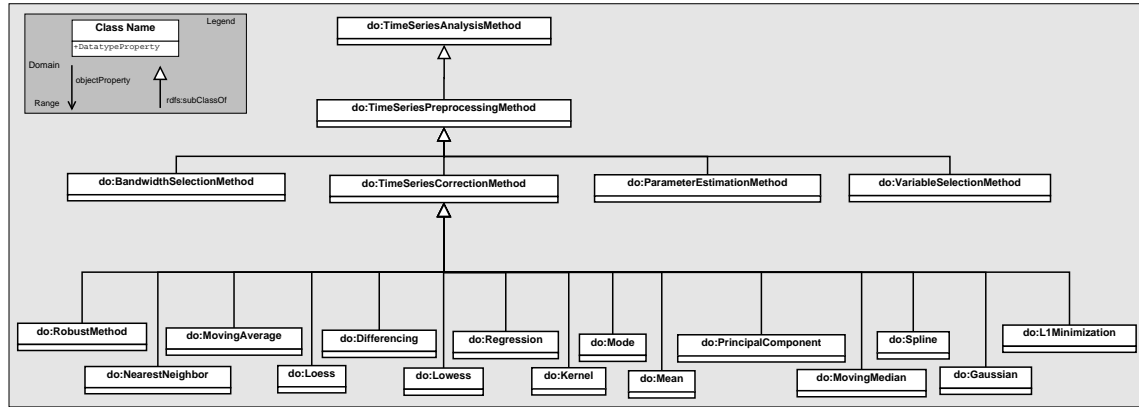 Legend
Class Name
+DatatypeProperty
Domain
objectProperty
Range
rdfs:subClassOf
do:TimeSeriesAnalysisMethod
do:TimeSeriesPreprocessingMethod
do:BandwidthSelectionMethod
do:TimeSeriesCorrectionMethod
do:ParameterEstimationMethod
do:VariableSelectionMethod
do:RobustMethod
do:MovingAverage
do:Differencing
do:Regression
do:Mode
do:PrincipalComponent
do:Spline
do:L1Minimization
do:NearestNeighbor
do:Loess
do:Lowess
do:Kernel
do:Mean
do:MovingMedian
do:Gaussian